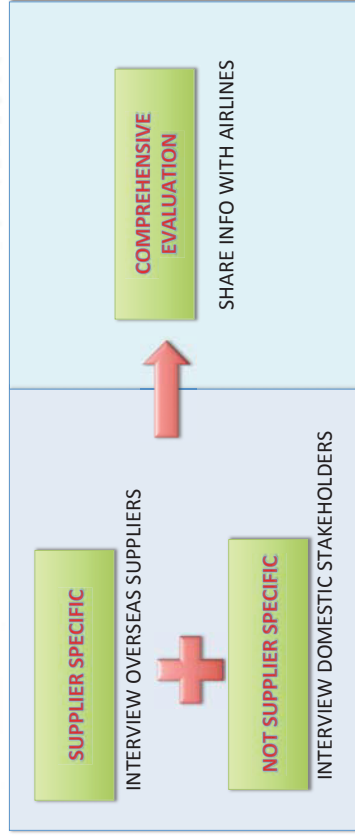 SUPPLIER SPECIFIC
INTERVIEW OVERSEAS SUPPLIERS
NOT SUPPLIER SPECIFIC
INTERVIEW DOMESTIC STAKEHOLDERS
COMPREHENSIVE
EVALUATION
SHARE INFO WITH AIRLINES